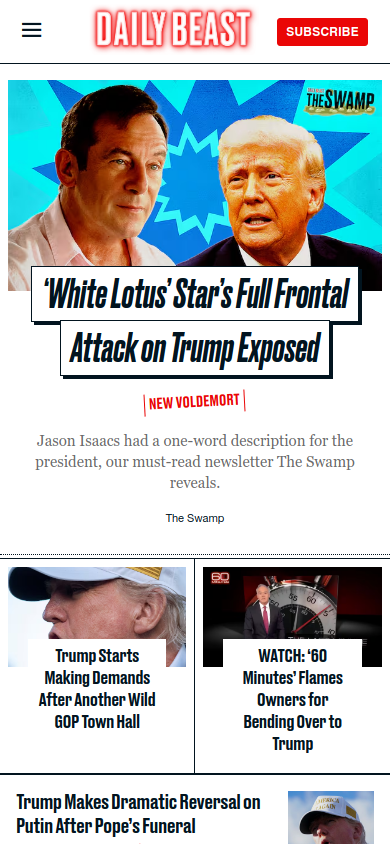 DAILY BEAST
SUBSCRIBE
THE SWAMP
‘White Lotus’ Star’s Full Frontal
Attack on Trump Exposed
NEW VOLDEMORT
Jason Isaacs had a one-word description for the
president, our must-read newsletter The Swamp
reveals.
The Swamp
Trump Starts
Making Demands
After Another Wild
GOP Town Hall
60
MINUTES
WATCH: ‘60
Minutes’ Flames
Owners for
Bending Over to
Trump
Trump Makes Dramatic Reversal on
Putin After Pope’s Funeral